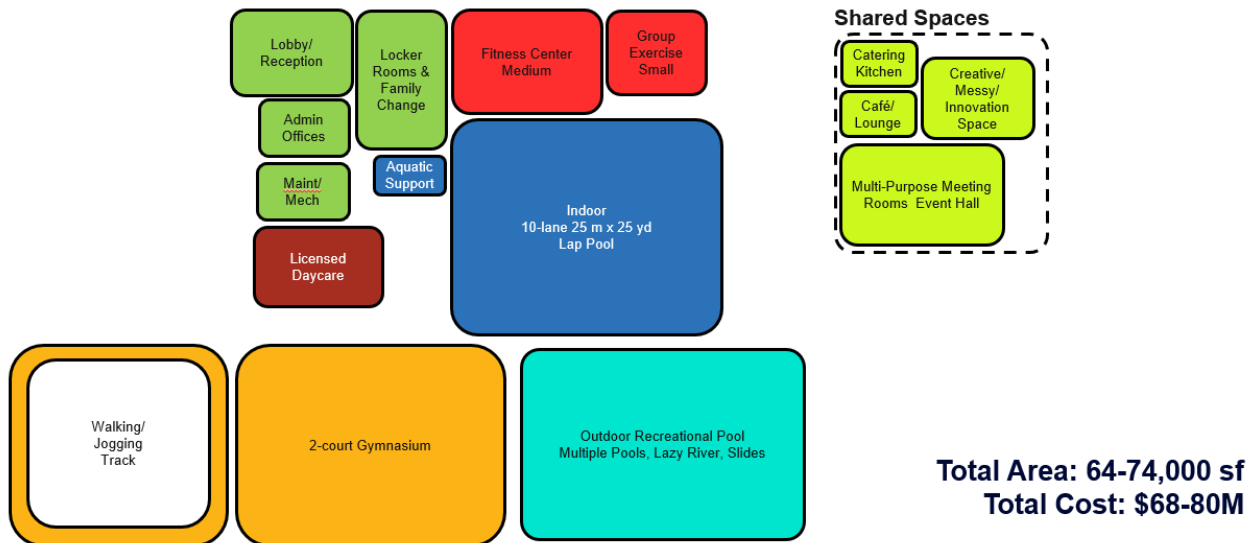 Lobby/
Reception
Locker
Rooms &
Family
Change
Fitness Center
Medium
Group
Exercise
Small
Admin
Offices
Maint/
Mech
Aquatic
Support
Licensed
Daycare
Indoor
10-lane 25 m x 25 yd
Lap Pool
Shared Spaces
Catering
Kitchen
Creative/
Messy/
Innovation
Space
Café/
Lounge
Multi-Purpose Meeting
Rooms  Event Hall
Walking/
Jogging
Track
2-court Gymnasium
Outdoor Recreational Pool
Multiple Pools, Lazy River, Slides
Total Area: 64-74,000 sf
Total Cost: $68-80M